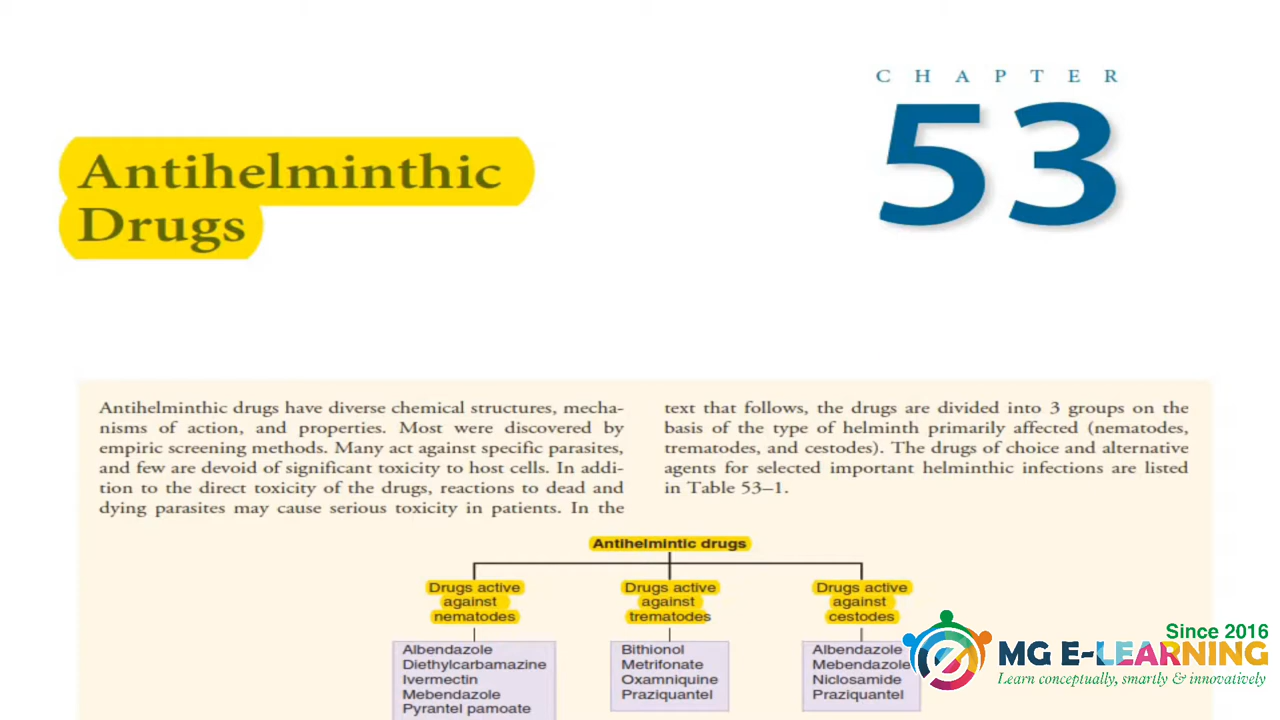 CHAPTER
53
Antihelminthic
Drugs
Antihelminthic drugs have diverse chemical structures, mecha-
nisms of action, and properties. Most were discovered by
empiric screening methods. Many act against specific parasites,
and few are devoid of significant toxicity to host cells. In addi-
tion to the direct toxicity of the drugs, reactions to dead and
dying parasites may cause serious toxicity in patients. In the
text that follows, the drugs are divided into 3 groups on the
basis of the type of helminth primarily affected (nematodes,
trematodes, and cestodes). The drugs of choice and alternative
agents for selected important helminthic infections are listed
in Table 53–1.
Antihelmintic drugs
Drugs active
against
nematodes
Albendazole
Diethylcarbamazine
Ivermectin
Mebendazole
Pyrantel pamoate
Drugs active
against
trematodes
Bithionol
Metrifonate
Oxamniquine
Praziquantel
Drugs active
against
cestodes
Albendazole
Mebendazole
Niclosamide
Praziquantel
Since 2016
MG E-LEARNING
Learn conceptually, smartly & innovatively